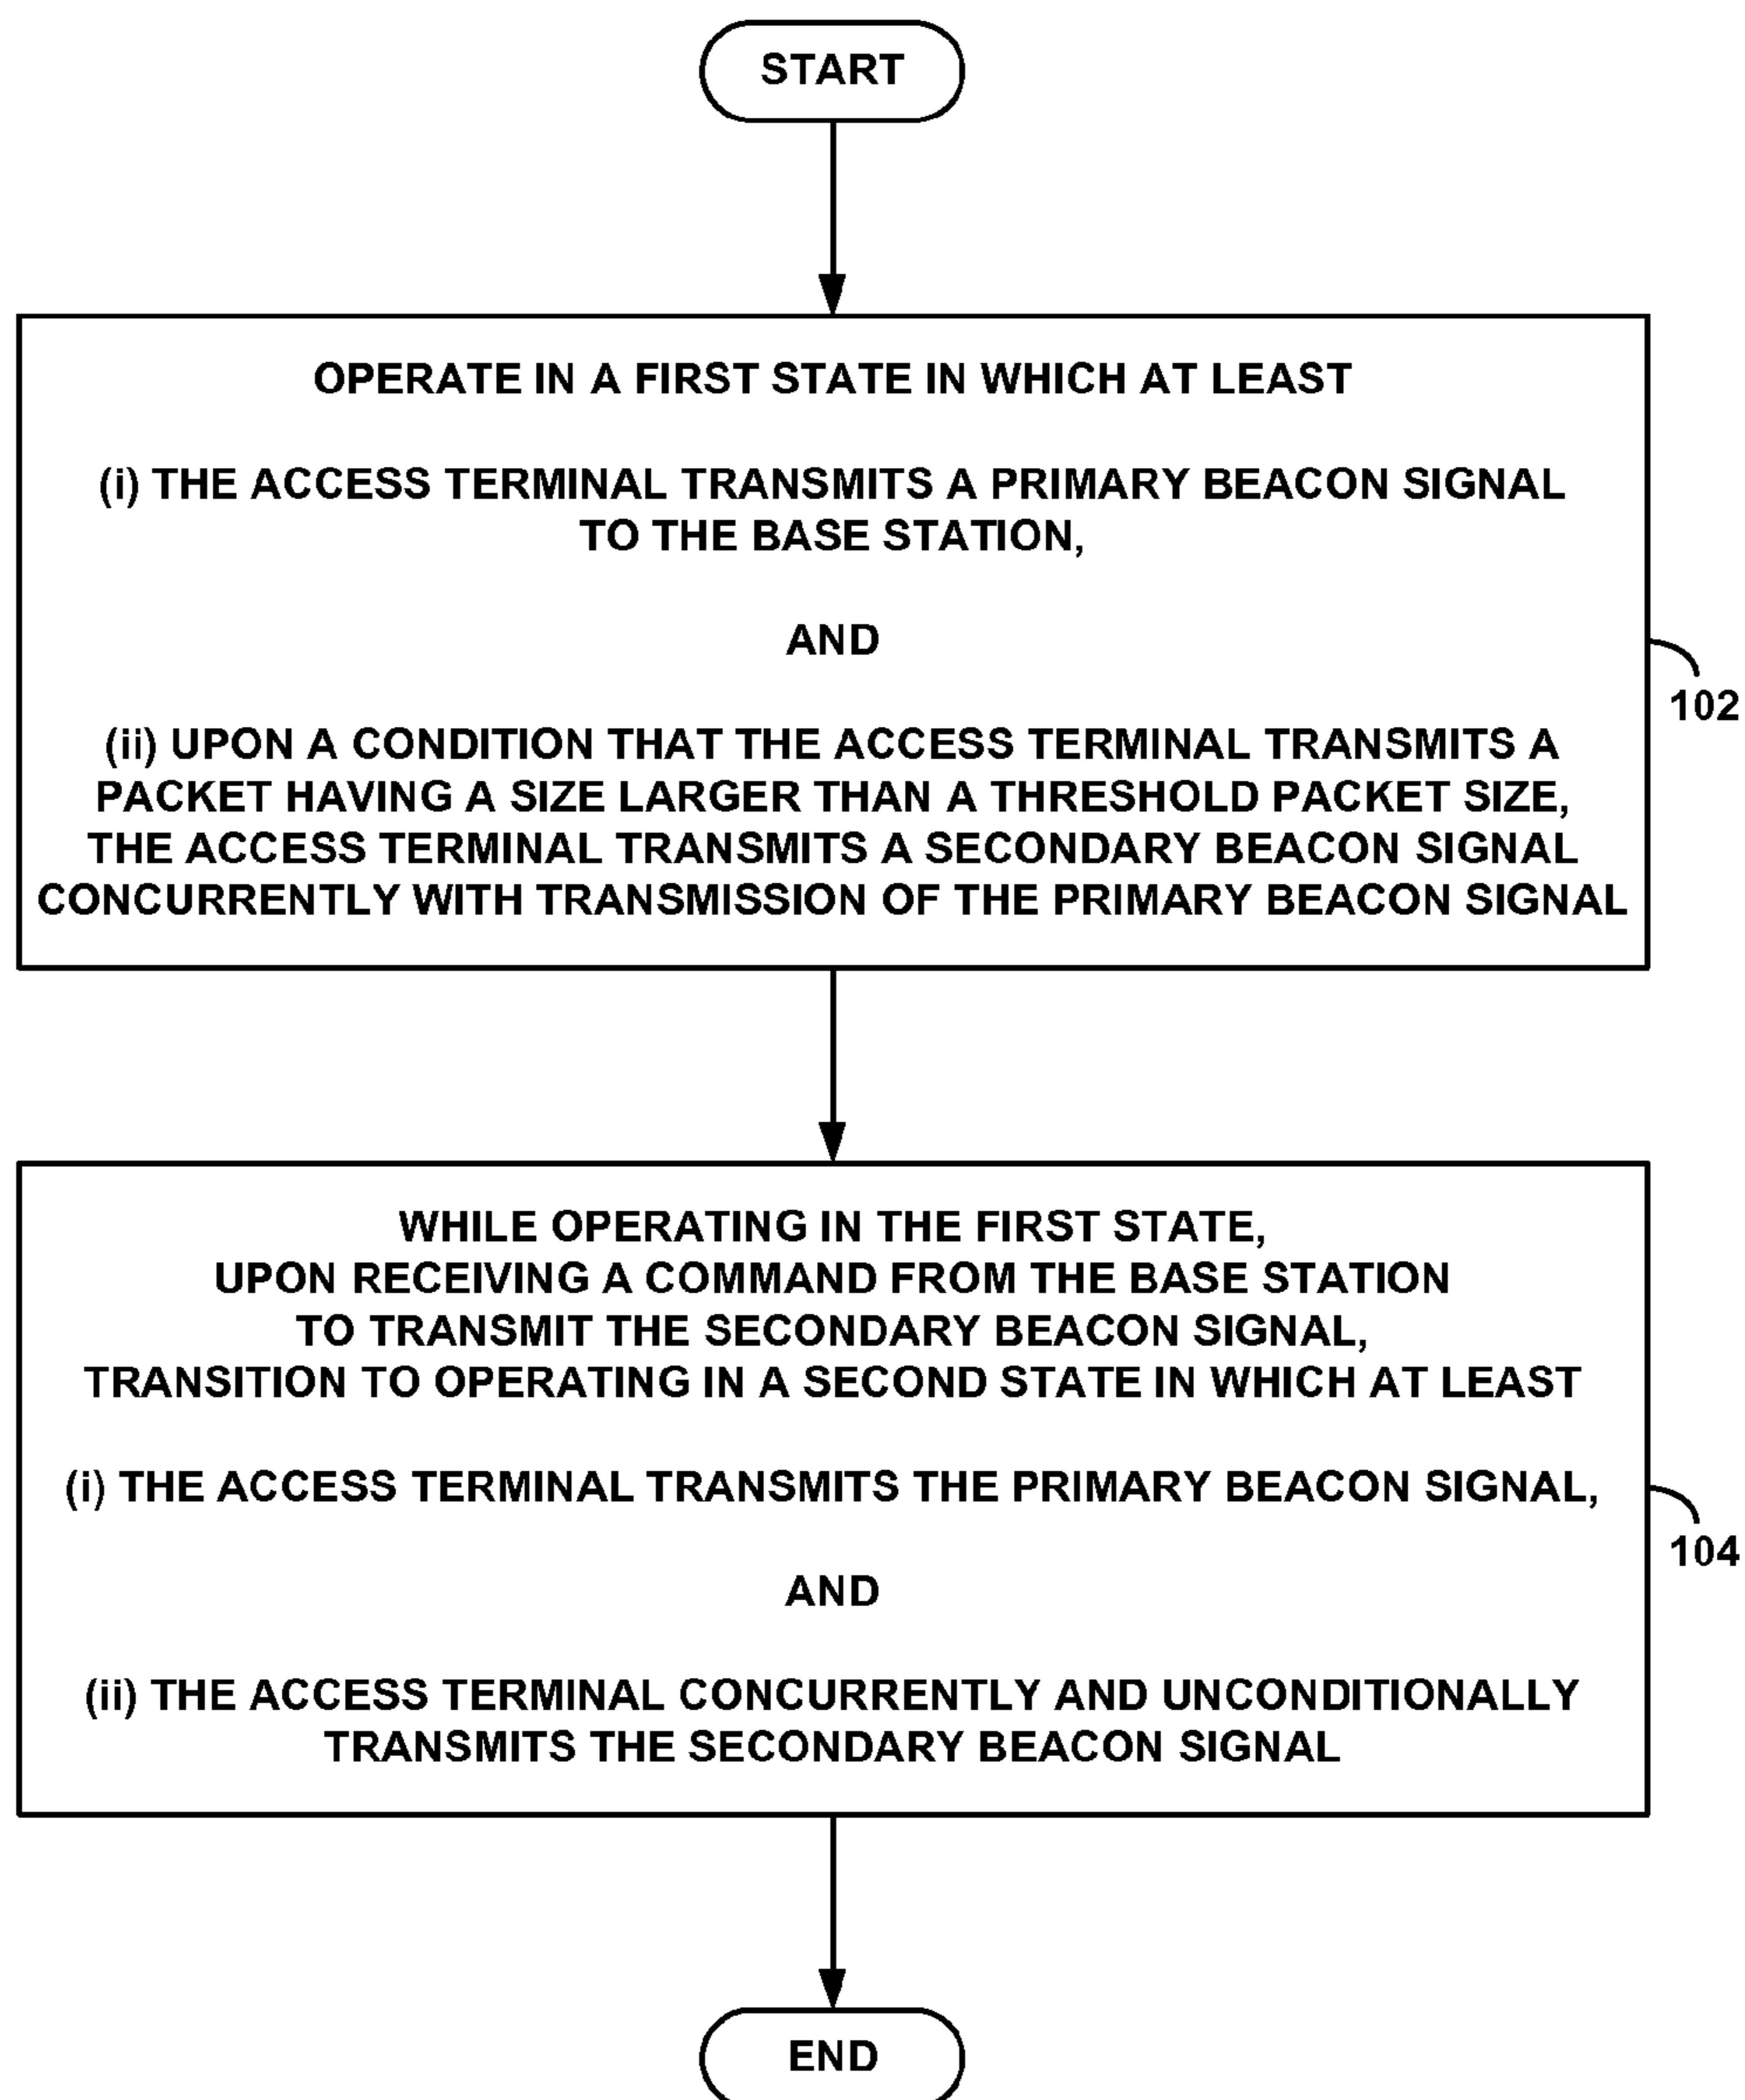 START
OPERATE IN A FIRST STATE IN WHICH AT LEAST
(i) THE ACCESS TERMINAL TRANSMITS A PRIMARY BEACON SIGNAL
TO THE BASE STATION,
AND
(ii) UPON A CONDITION THAT THE ACCESS TERMINAL TRANSMITS A
PACKET HAVING A SIZE LARGER THAN A THRESHOLD PACKET SIZE,
THE ACCESS TERMINAL TRANSMITS A SECONDARY BEACON SIGNAL
CONCURRENTLY WITH TRANSMISSION OF THE PRIMARY BEACON SIGNAL
102
WHILE OPERATING IN THE FIRST STATE,
UPON RECEIVING A COMMAND FROM THE BASE STATION
TO TRANSMIT THE SECONDARY BEACON SIGNAL,
TRANSITION TO OPERATING IN A SECOND STATE IN WHICH AT LEAST
(i) THE ACCESS TERMINAL TRANSMITS THE PRIMARY BEACON SIGNAL,
AND
(ii) THE ACCESS TERMINAL CONCURRENTLY AND UNCONDITIONALLY
TRANSMITS THE SECONDARY BEACON SIGNAL
104
END